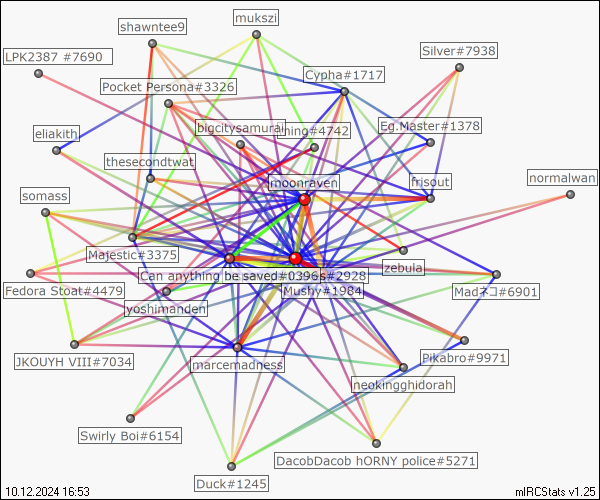 mukszi
shawntee9
Silver#7938
LPK2387 #7690
Cypha#1717
Pocket Persona#3326
bigcitysamurai
Eg.Master#1378
hing#4742
eliakith
thesecondtwat
moonraven
frisout
normalwan
somass
Majestic#3375
zebula
Can anything be saved#0396
s#2928
Fedora Stoat#4479
Mushy#1984
Madネコ#6901
yoshimanden
JKOUYH VIII#7034
marcemadness
Pikabro#9971
neokingghidorah
Swirly Boi#6154
DacobDacob hORNY police#5271
Duck#1245
10.12.2024 16:53
mIRCStats v1.25